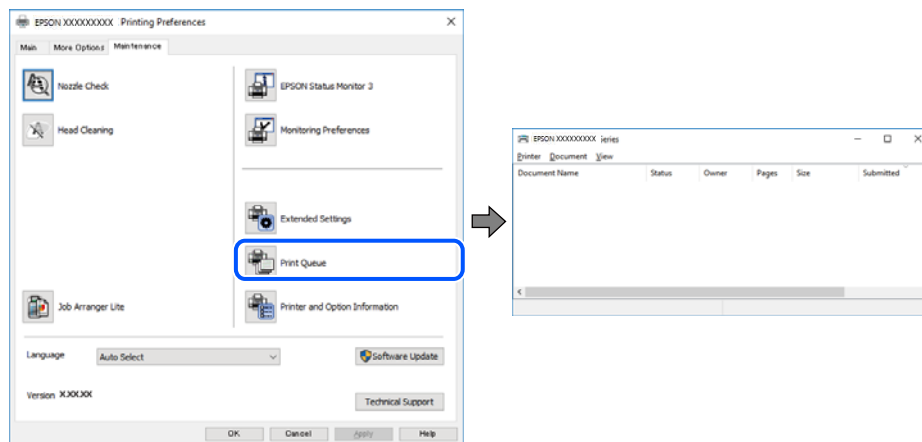 EPSON XXXXXXXXX Printing Preferences
Main More Options Maintenance
Nozzle Check
EPSON Status Monitor 3
Head Cleaning
Monitoring Preferences
Extended Settings
Print Queue
Job Arranger Lite
Printer and Option Information
Language Auto Select Software Update
Version X.XX.XX
Technical Support
OK Cancel Apply Help
EPSON XXXXXXXXX ieries
Printer Document View
Document Name Status Owner Pages Size Submitted